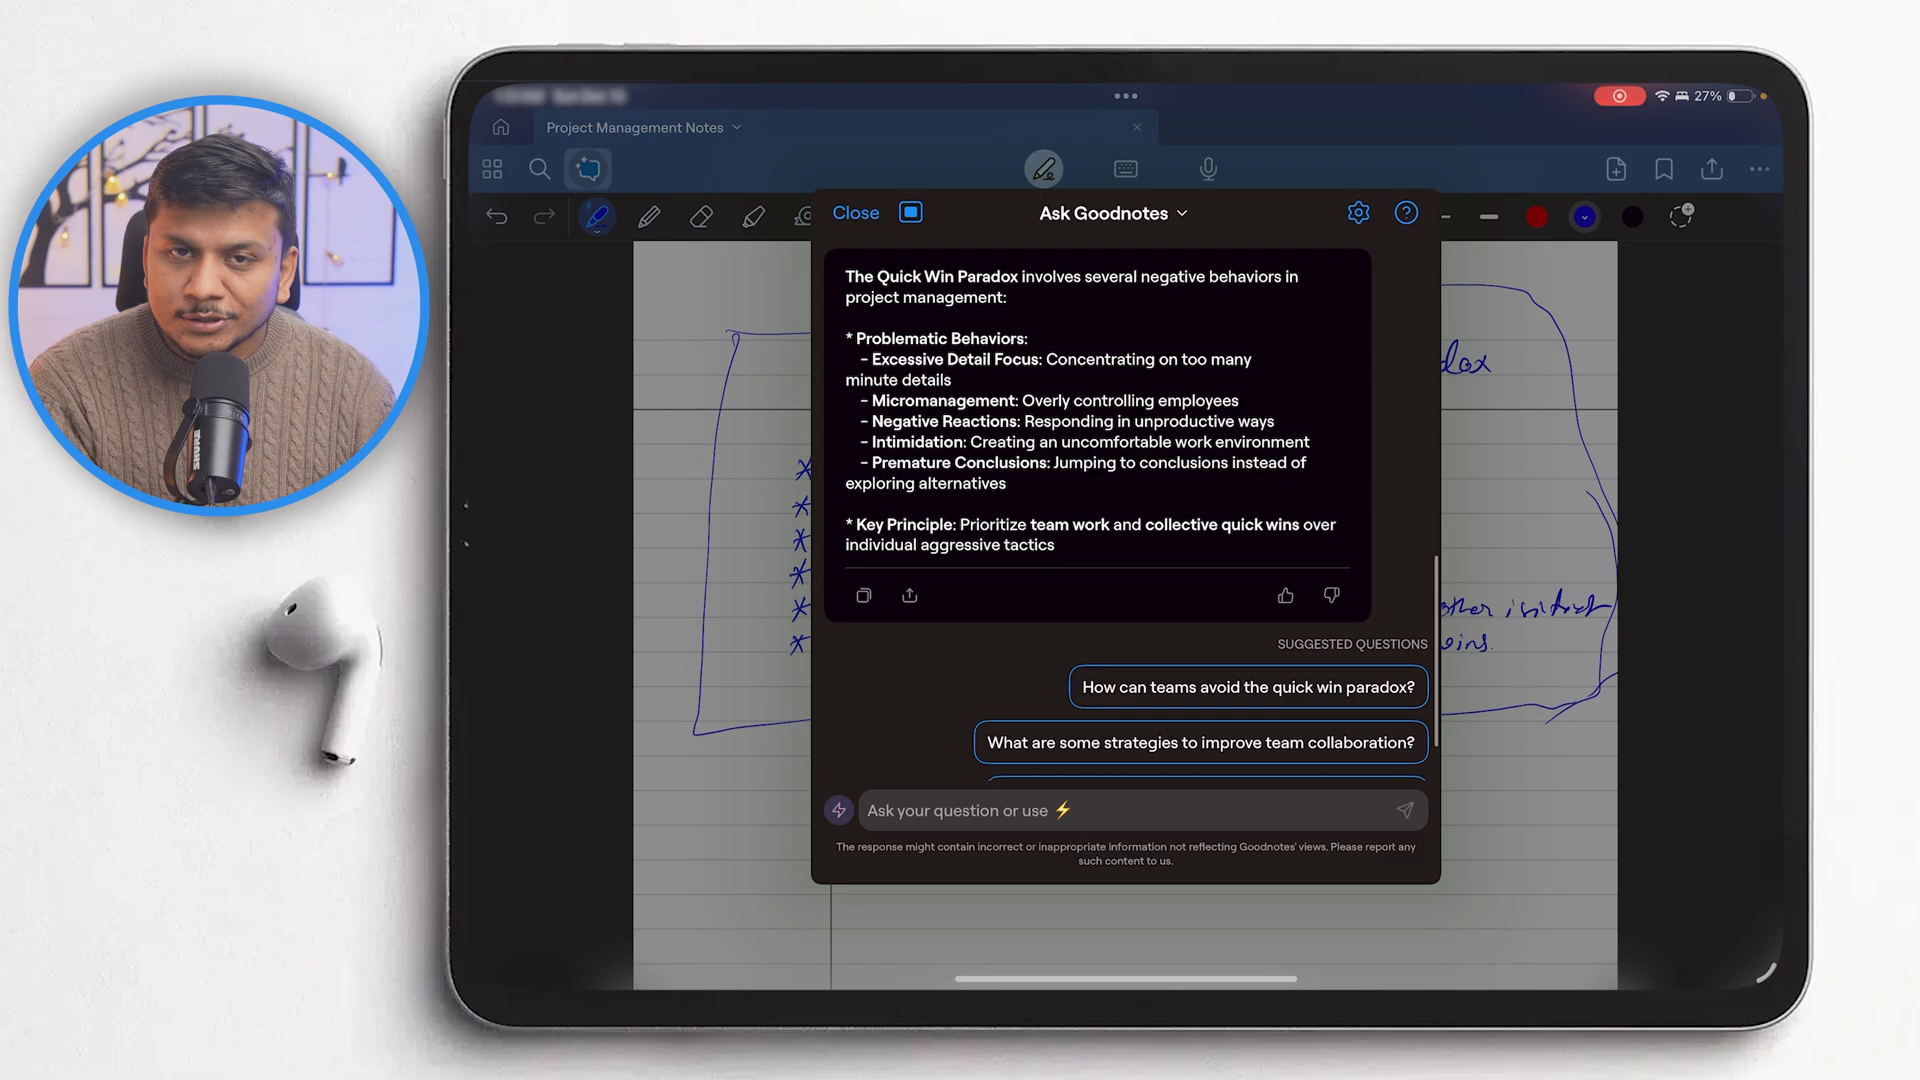 27%
Project Management Notes
Close
Ask Goodnotes
The Quick Win Paradox involves several negative behaviors in
project management:
* Problematic Behaviors:
– Excessive Detail Focus: Concentrating on too many
minute details
– Micromanagement: Overly controlling employees
– Negative Reactions: Responding in unproductive ways
– Intimidation: Creating an uncomfortable work environment
– Premature Conclusions: Jumping to conclusions instead of
exploring alternatives
* Key Principle: Prioritize team work and collective quick wins over
individual aggressive tactics
SUGGESTED QUESTIONS
How can teams avoid the quick win paradox?
What are some strategies to improve team collaboration?
Ask your question or use ⚡
The response might contain incorrect or inappropriate information not reflecting Goodnotes' views. Please report any
such content to us.
*
*
*
*
*
*
SHURE